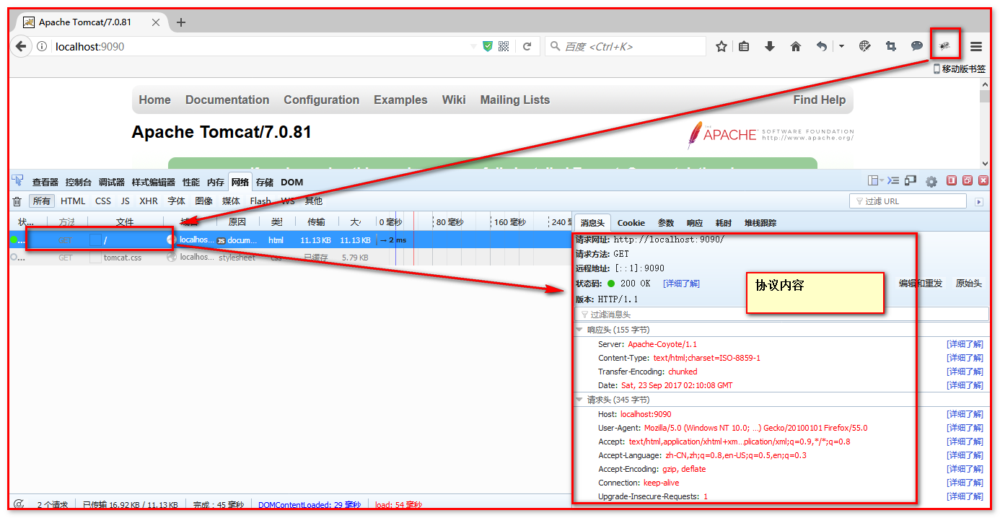 Apache Tomcat/7.0.81
localhost:9090
百度 <Ctrl+K>
移动版书签
Home Documentation Configuration Examples Wiki Mailing Lists Find Help
Apache Tomcat/7.0.81
THE APACHE SOFTWARE FOUNDATION
http://www.apache.org/
查看器 控制台 调试器 样式编辑器 性能 内存 网络 存储 DOM
所有 HTML CSS JS XHR 字体 图像 媒体 Flash WS 其他
过滤 URL
状... 方法 文件 域名 原因 类 传输 大 0 毫秒 80 毫秒 160 毫秒 240
消息头 Cookie 参数 响应 耗时 堆栈跟踪
... GET / localhos... JS docum... html 11.13 KB 11.13 KB → 2 ms
... GET tomcat.css localhos... stylesheet css 已缓存 5.79 KB
请求网址: http://localhost:9090/
请求方法: GET
远程地址: [::1]:9090
状态码: 200 OK [详细了解] 编辑和重发 原始头
协议内容
版本: HTTP/1.1
过滤消息头
响应头 (155 字节)
Server: Apache-Coyote/1.1 [详细了解]
Content-Type: text/html;charset=ISO-8859-1 [详细了解]
Transfer-Encoding: chunked [详细了解]
Date: Sat, 23 Sep 2017 02:10:08 GMT [详细了解]
请求头 (345 字节)
Host: localhost:9090 [详细了解]
User-Agent: Mozilla/5.0 (Windows NT 10.0; ...) Gecko/20100101 Firefox/55.0 [详细了解]
Accept: text/html,application/xhtml+xm...plication/xml;q=0.9,*/*;q=0.8 [详细了解]
Accept-Language: zh-CN,zh;q=0.8,en-US;q=0.5,en;q=0.3 [详细了解]
Accept-Encoding: gzip, deflate [详细了解]
Connection: keep-alive [详细了解]
Upgrade-Insecure-Requests: 1 [详细了解]
2 个请求 已传输 16.92 KB / 11.13 KB 完成：45 毫秒 DOMContentLoaded: 29 毫秒 load: 54 毫秒